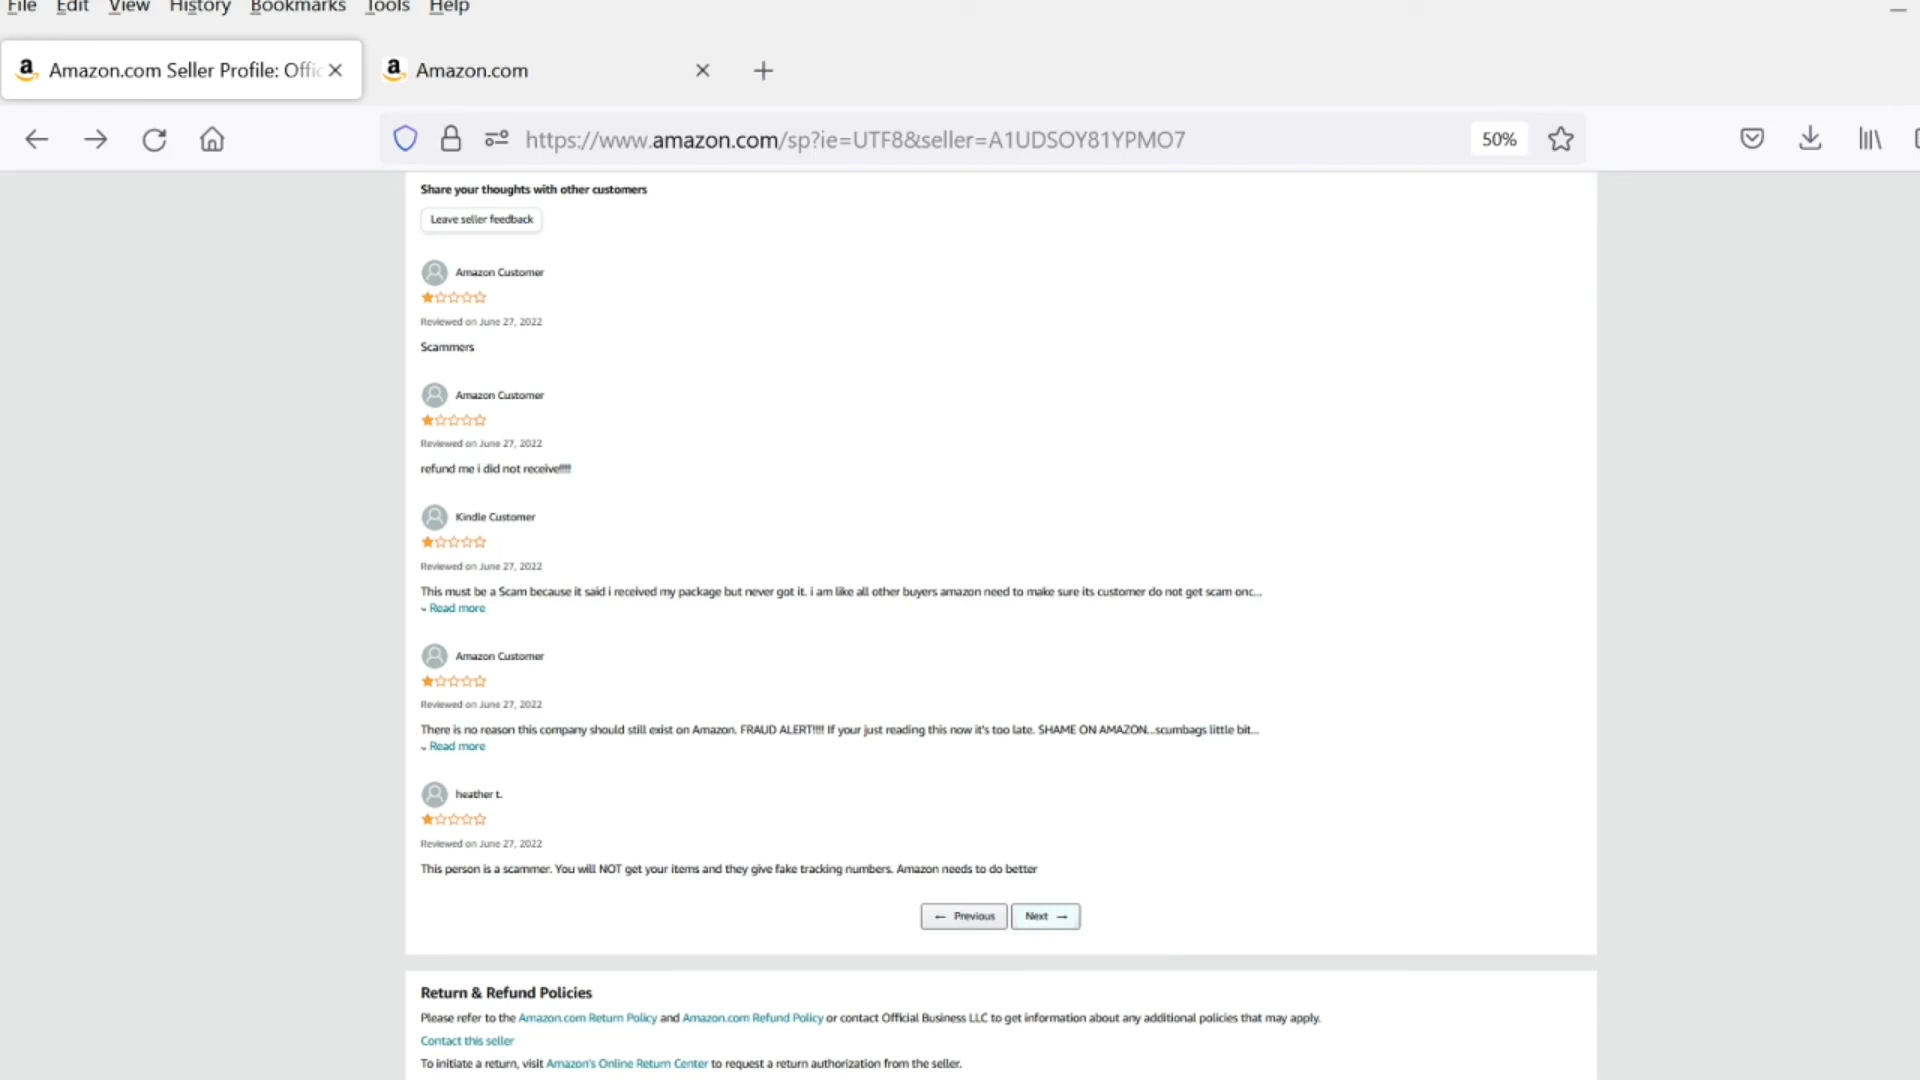 File Edit View History Bookmarks Tools Help
Amazon.com Seller Profile: Offic
Amazon.com
https://www.amazon.com/sp?ie=UTF8&seller=A1UDSOY81YPMO7
50%
Share your thoughts with other customers
Leave seller feedback
Amazon Customer
Reviewed on June 27, 2022
Scammers
Amazon Customer
Reviewed on June 27, 2022
refund me i did not receive!!!!!
Kindle Customer
Reviewed on June 27, 2022
This must be a Scam because it said i received my package but never got it. i am like all other buyers amazon need to make sure its customer do not get scam onc...
Read more
Amazon Customer
Reviewed on June 27, 2022
There is no reason this company should still exist on Amazon. FRAUD ALERT!!!! If your just reading this now it's too late. SHAME ON AMAZON...scumbags little bit...
Read more
heather t.
Reviewed on June 27, 2022
This person is a scammer. You will NOT get your items and they give fake tracking numbers. Amazon needs to do better
← Previous Next →
Return & Refund Policies
Please refer to the Amazon.com Return Policy and Amazon.com Refund Policy or contact Official Business LLC to get information about any additional policies that may apply.
Contact this seller
To initiate a return, visit Amazon's Online Return Center to request a return authorization from the seller.